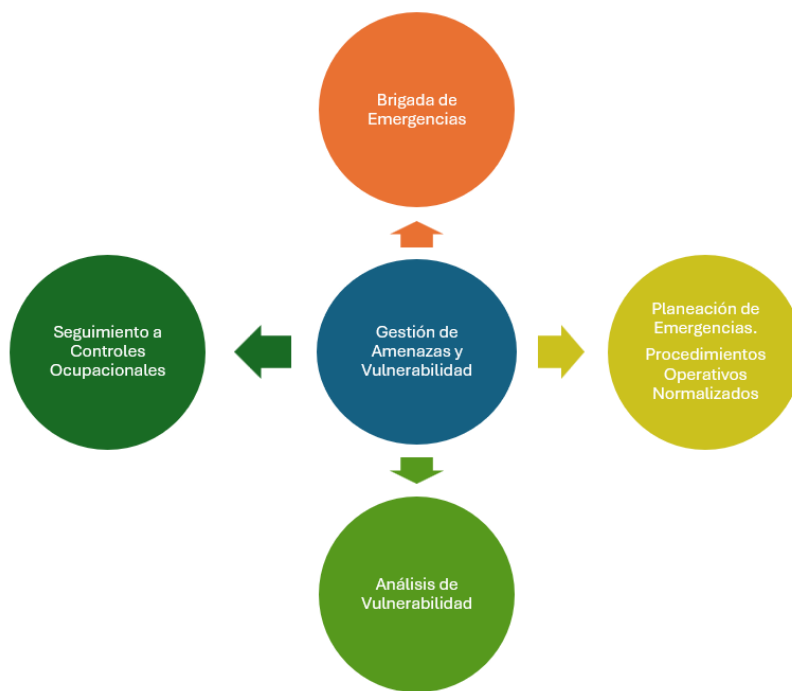 Brigada de
Emergencias
Seguimiento a
Controles
Ocupacionales
Gestión de
Amenazas y
Vulnerabilidad
Planeación de
Emergencias.
Procedimientos
Operativos
Normalizados
Análisis de
Vulnerabilidad